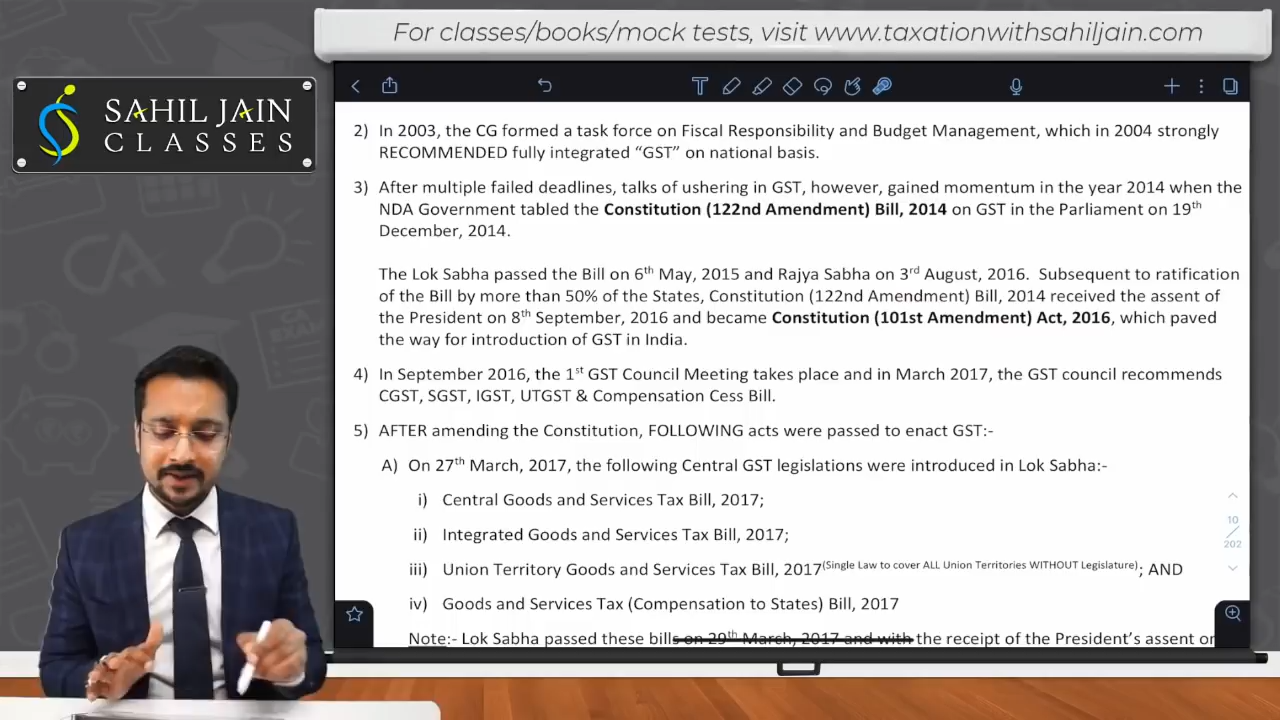 For classes/books/mock tests, visit www.taxationwithsahiljain.com
SAHIL JAIN
CLASSES
2) In 2003, the CG formed a task force on Fiscal Responsibility and Budget Management, which in 2004 strongly
RECOMMENDED fully integrated “GST” on national basis.
3) After multiple failed deadlines, talks of ushering in GST, however, gained momentum in the year 2014 when the
NDA Government tabled the Constitution (122nd Amendment) Bill, 2014 on GST in the Parliament on 19th
December, 2014.
The Lok Sabha passed the Bill on 6th May, 2015 and Rajya Sabha on 3rd August, 2016. Subsequent to ratification
of the Bill by more than 50% of the States, Constitution (122nd Amendment) Bill, 2014 received the assent of
the President on 8th September, 2016 and became Constitution (101st Amendment) Act, 2016, which paved
the way for introduction of GST in India.
4) In September 2016, the 1st GST Council Meeting takes place and in March 2017, the GST council recommends
CGST, SGST, IGST, UTGST & Compensation Cess Bill.
5) AFTER amending the Constitution, FOLLOWING acts were passed to enact GST:-
A) On 27th March, 2017, the following Central GST legislations were introduced in Lok Sabha:-
i) Central Goods and Services Tax Bill, 2017;
ii) Integrated Goods and Services Tax Bill, 2017;
iii) Union Territory Goods and Services Tax Bill, 2017(Single Law to cover ALL Union Territories WITHOUT Legislature); AND
iv) Goods and Services Tax (Compensation to States) Bill, 2017
Note:- Lok Sabha passed these bills on 29th March, 2017 and with the receipt of the President’s assent on
10
202